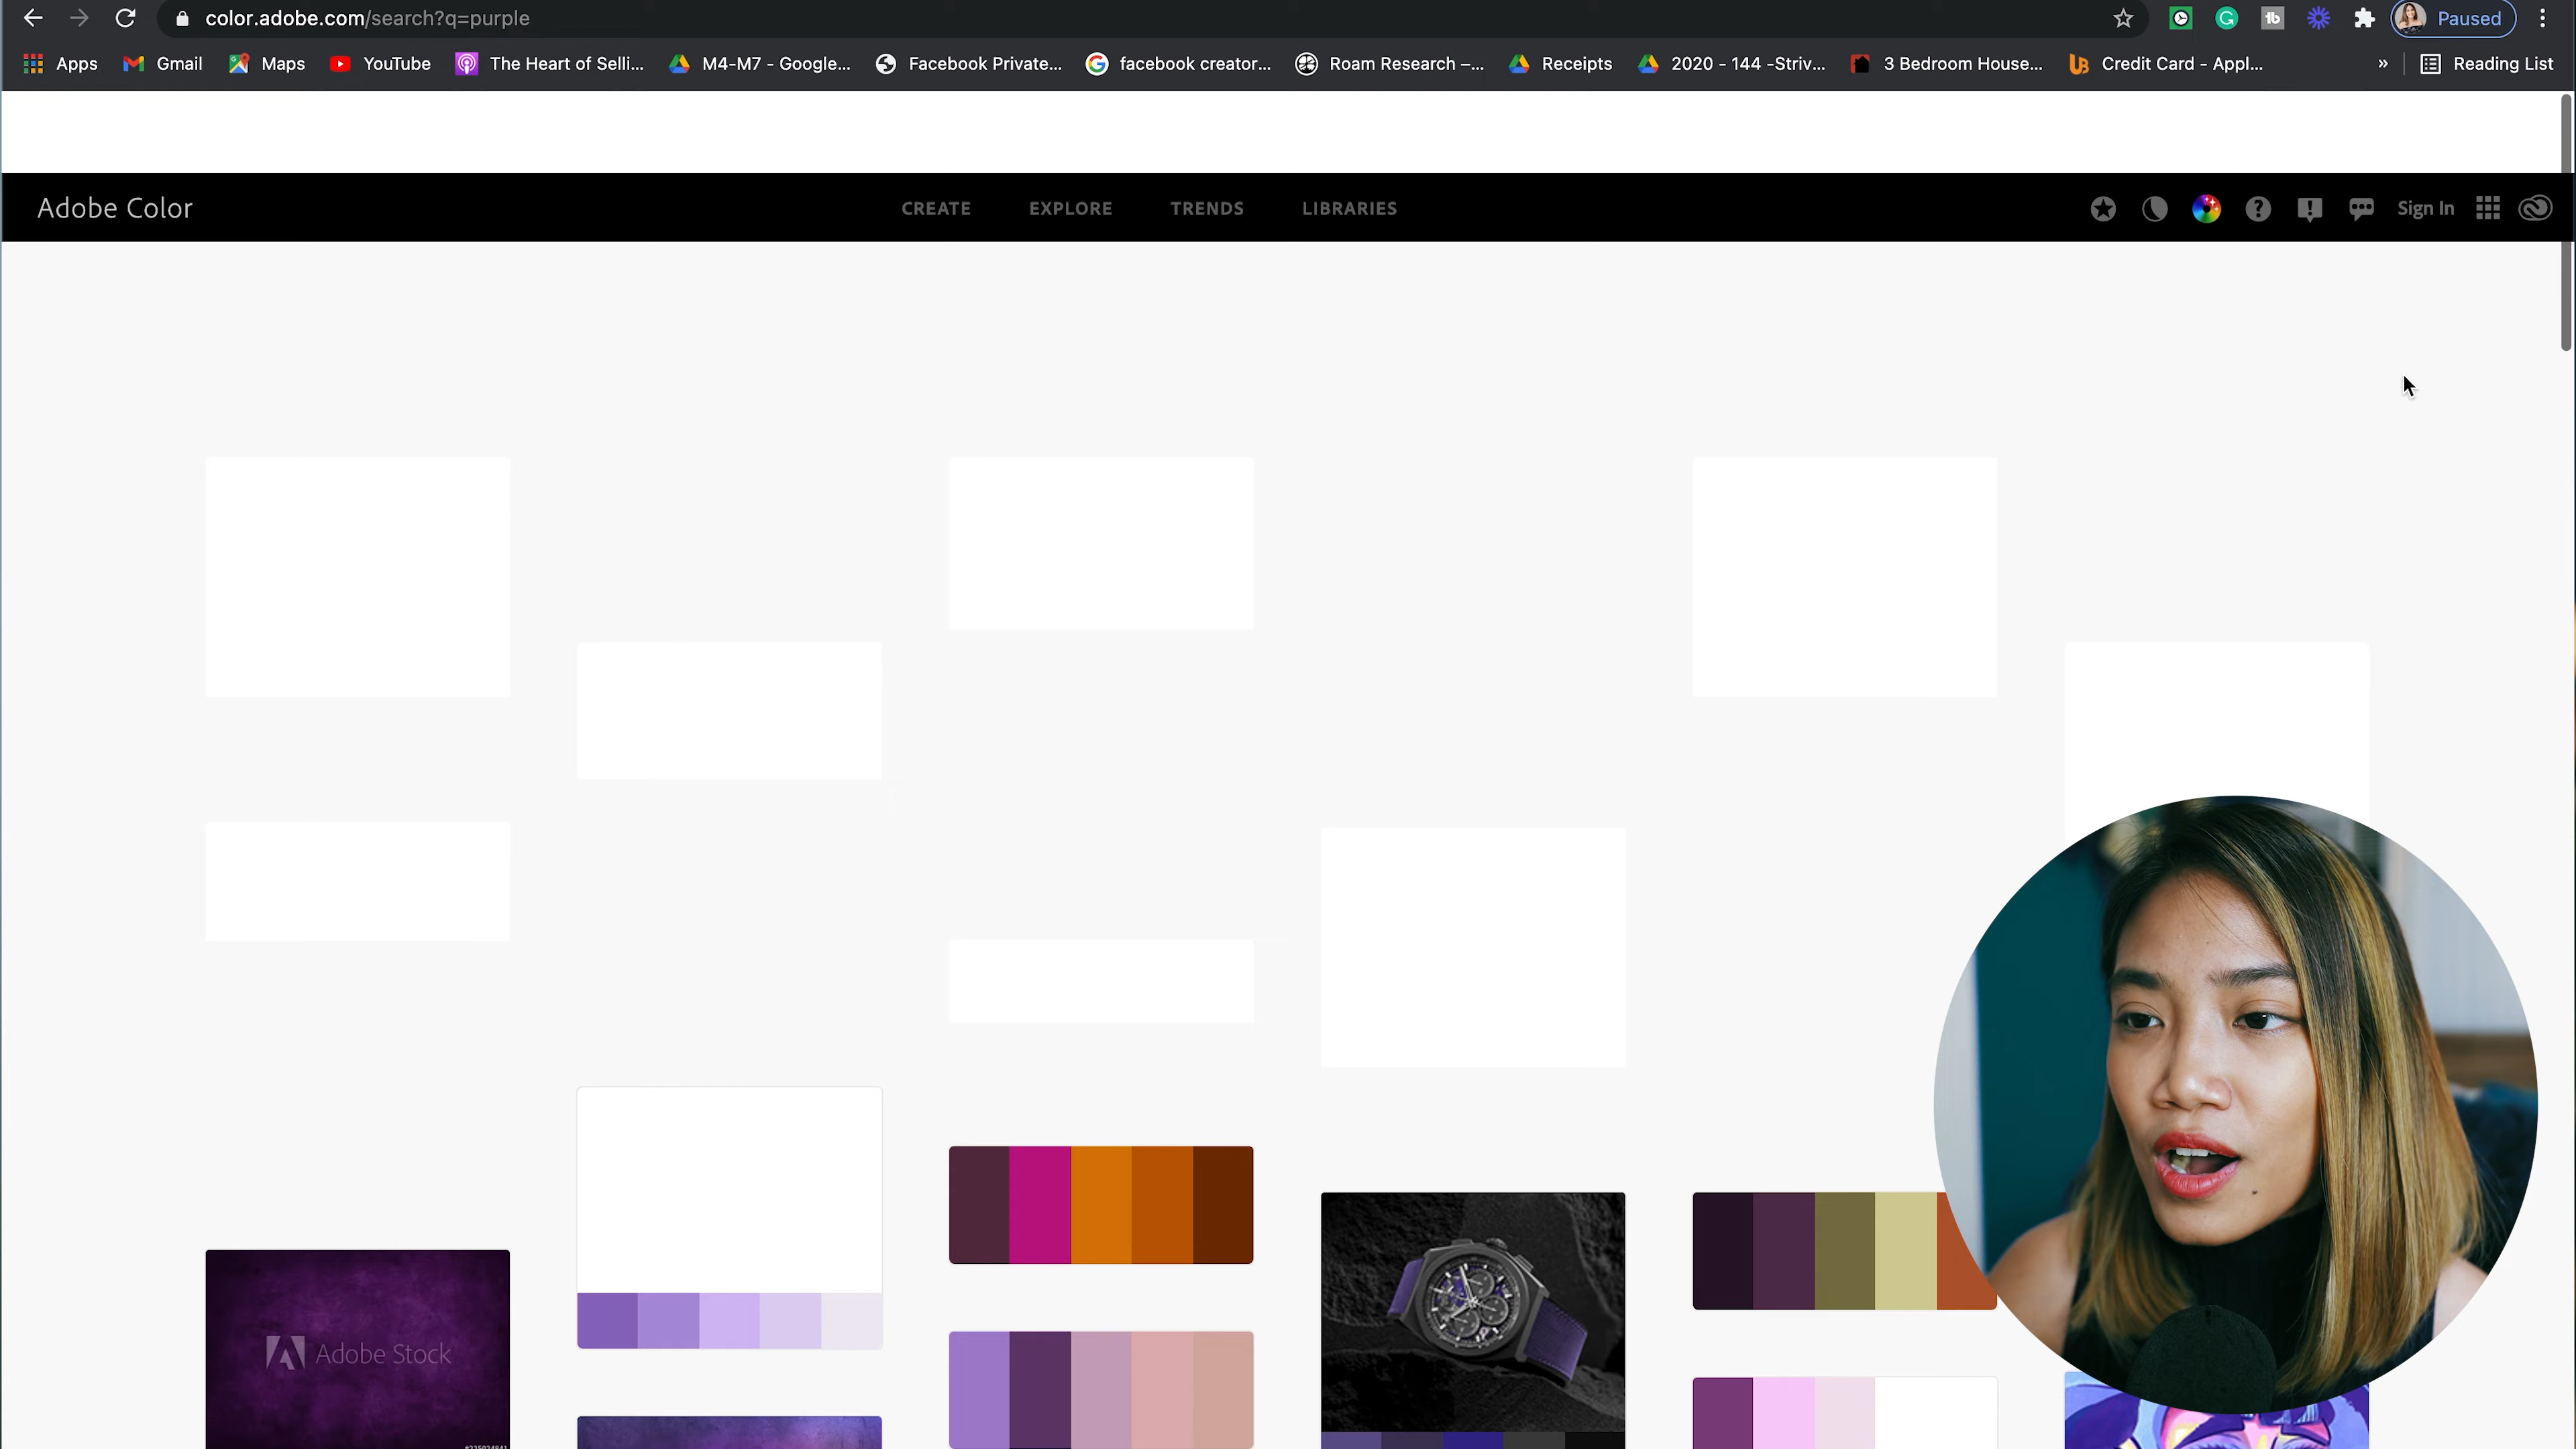 color.adobe.com/search?q=purple
Paused
Apps
Gmail
Maps
YouTube
The Heart of Selli...
M4-M7 - Google...
Facebook Private...
facebook creator...
Roam Research –...
Receipts
2020 - 144 -Striv...
3 Bedroom House...
Credit Card - Appl...
»
Reading List
Adobe Color
CREATE
EXPLORE
TRENDS
LIBRARIES
Sign In
Adobe Stock